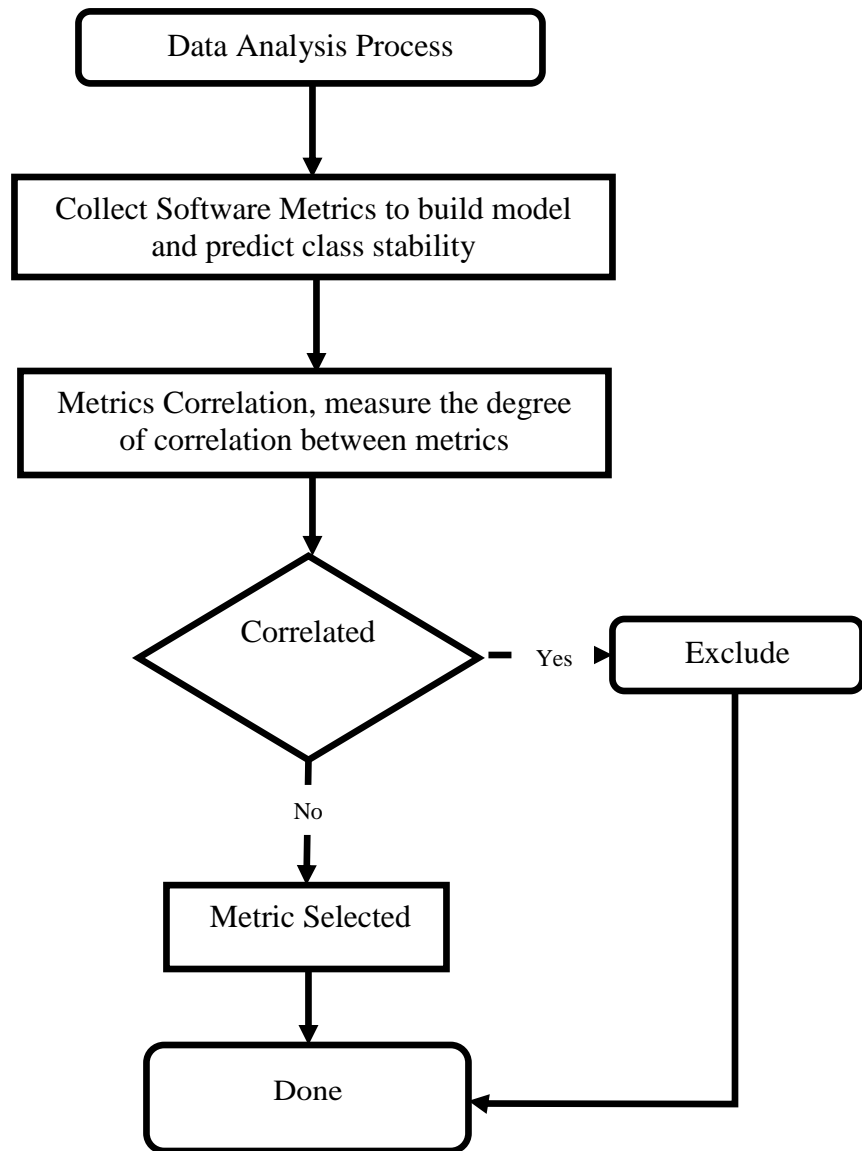 Data Analysis Process
Collect Software Metrics to build model
and predict class stability
Metrics Correlation, measure the degree
of correlation between metrics
Correlated
Yes
Exclude
No
Metric Selected
Done